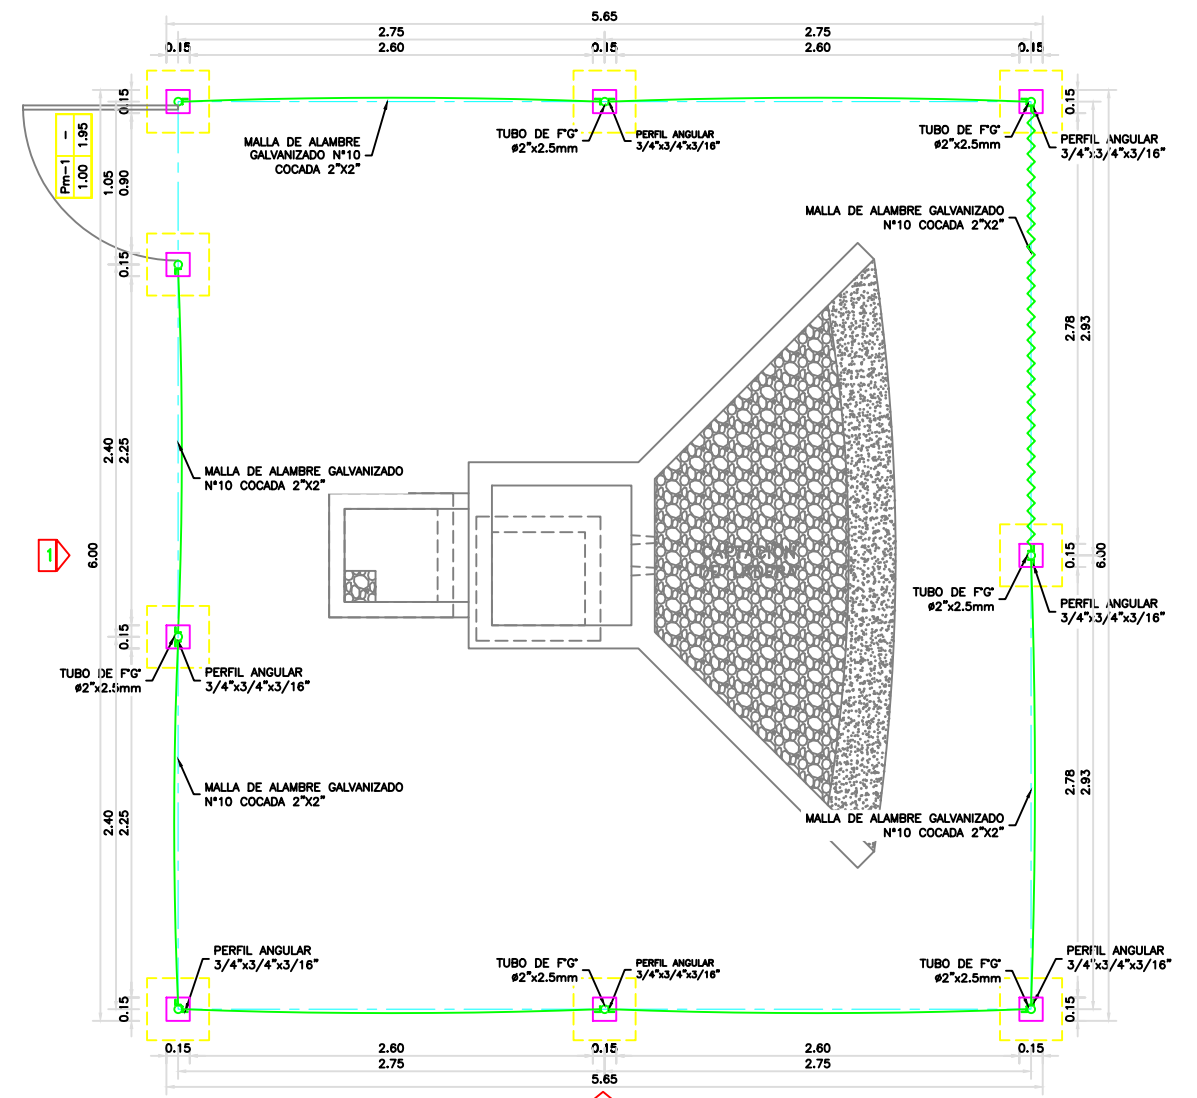 5.65
2.75
2.75
0.15
2.60
0.15
2.60
0.15
0.15
0.15
MALLA DE ALAMBRE
GALVANIZADO N°10
COCADA 2"X2"
TUBO DE F°G°
ø2"x2.5mm
PERFIL ANGULAR
3/4"x3/4"x3/16"
TUBO DE F°G°
ø2"x2.5mm
PERFIL ANGULAR
3/4"x3/4"x3/16"
Pm-1 -
1.00 1.95
1.05
0.90
0.15
MALLA DE ALAMBRE GALVANIZADO
N°10 COCADA 2"X2"
2.78
2.93
2.40
2.25
MALLA DE ALAMBRE GALVANIZADO
N°10 COCADA 2"X2"
1
6.00
0.15
6.00
TUBO DE F°G°
ø2"x2.5mm
PERFIL ANGULAR
3/4"x3/4"x3/16"
0.15
TUBO DE F°G°
ø2"x2.5mm
PERFIL ANGULAR
3/4"x3/4"x3/16"
2.40
2.25
MALLA DE ALAMBRE GALVANIZADO
N°10 COCADA 2"X2"
2.78
2.93
MALLA DE ALAMBRE GALVANIZADO
N°10 COCADA 2"X2"
PERFIL ANGULAR
3/4"x3/4"x3/16"
TUBO DE F°G°
ø2"x2.5mm
PERFIL ANGULAR
3/4"x3/4"x3/16"
TUBO DE F°G°
ø2"x2.5mm
PERFIL ANGULAR
3/4"x3/4"x3/16"
0.15
0.15
0.15
2.60
0.15
2.60
0.15
2.75
2.75
5.65